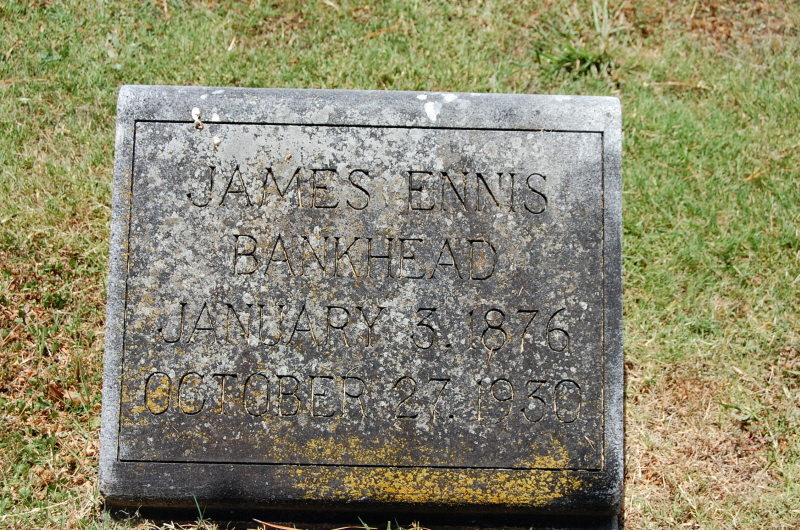 JAMES ENNIS
BANKHEAD
JANUARY 3, 1876
OCTOBER 27, 1930